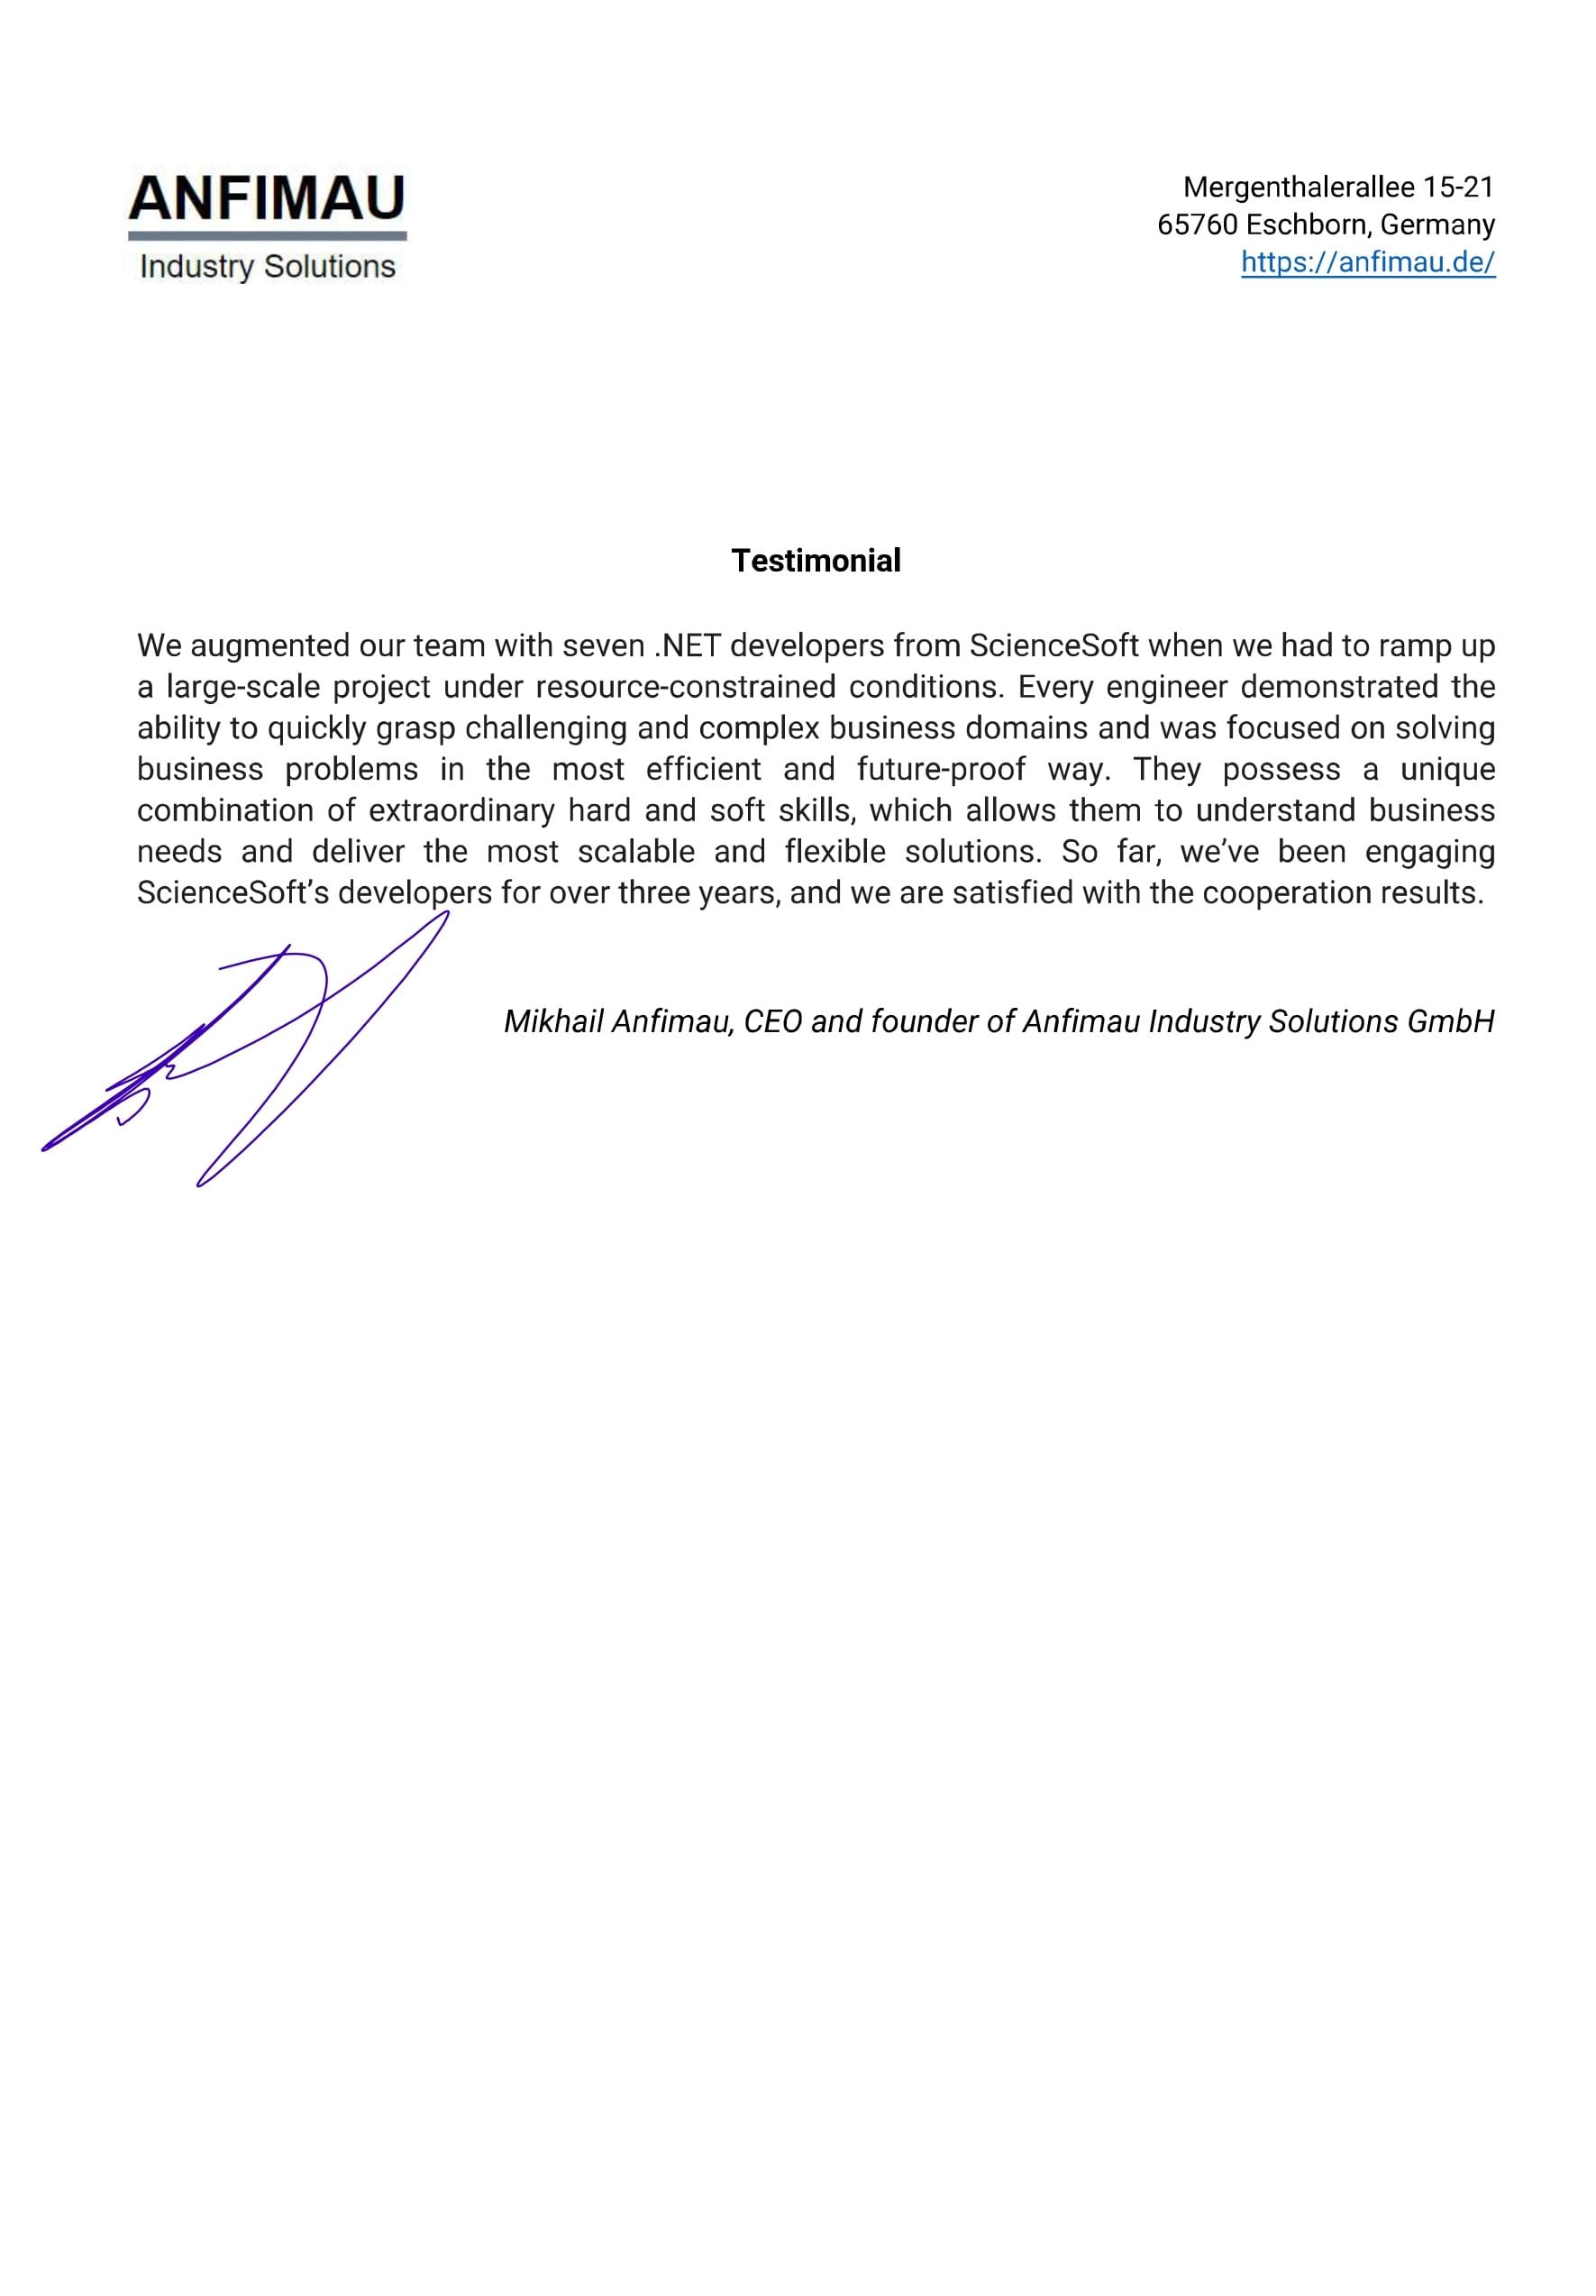 ANFIMAU
Industry Solutions
Mergenthalerallee 15-21
65760 Eschborn, Germany
https://anfimau.de/
Testimonial
We augmented our team with seven .NET developers from ScienceSoft when we had to ramp up
a large-scale project under resource-constrained conditions. Every engineer demonstrated the
ability to quickly grasp challenging and complex business domains and was focused on solving
business problems in the most efficient and future-proof way. They possess a unique
combination of extraordinary hard and soft skills, which allows them to understand business
needs and deliver the most scalable and flexible solutions. So far, we’ve been engaging
ScienceSoft’s developers for over three years, and we are satisfied with the cooperation results.
Mikhail Anfimau, CEO and founder of Anfimau Industry Solutions GmbH